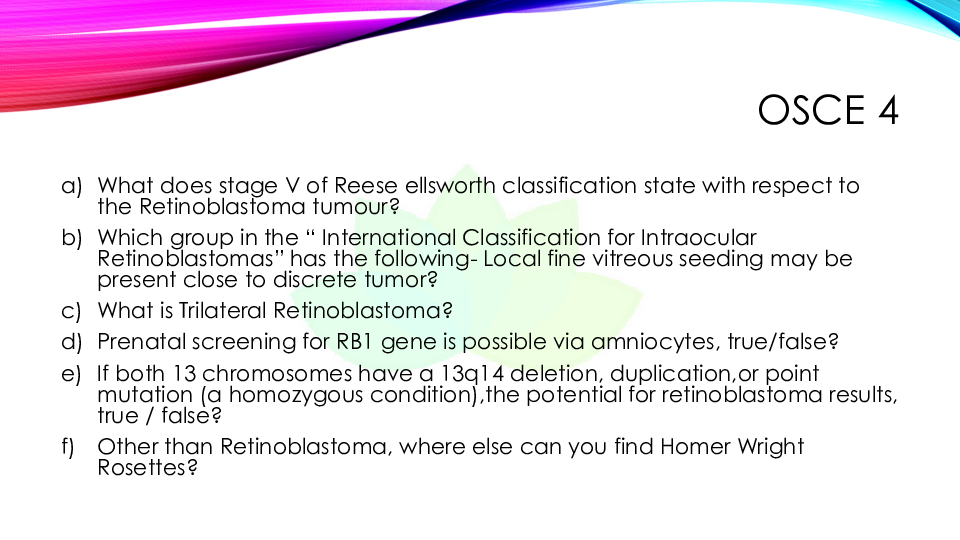 OSCE 4
a) What does stage V of Reese ellsworth classification state with respect to
the Retinoblastoma tumour?
b) Which group in the “ International Classification for Intraocular
Retinoblastomas” has the following- Local fine vitreous seeding may be
present close to discrete tumor?
c) What is Trilateral Retinoblastoma?
d) Prenatal screening for RB1 gene is possible via amniocytes, true/false?
e) If both 13 chromosomes have a 13q14 deletion, duplication,or point
mutation (a homozygous condition),the potential for retinoblastoma results,
true / false?
f) Other than Retinoblastoma, where else can you find Homer Wright
Rosettes?